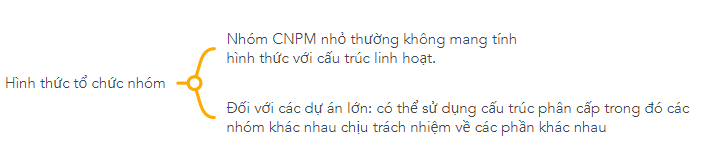 Nhóm CNPM nhỏ thường không mang tính
hình thức với cấu trúc linh hoạt.
Hình thức tổ chức nhóm
Đối với các dự án lớn: có thể sử dụng cấu trúc phân cấp trong đó các
nhóm khác nhau chịu trách nhiệm về các phần khác nhau